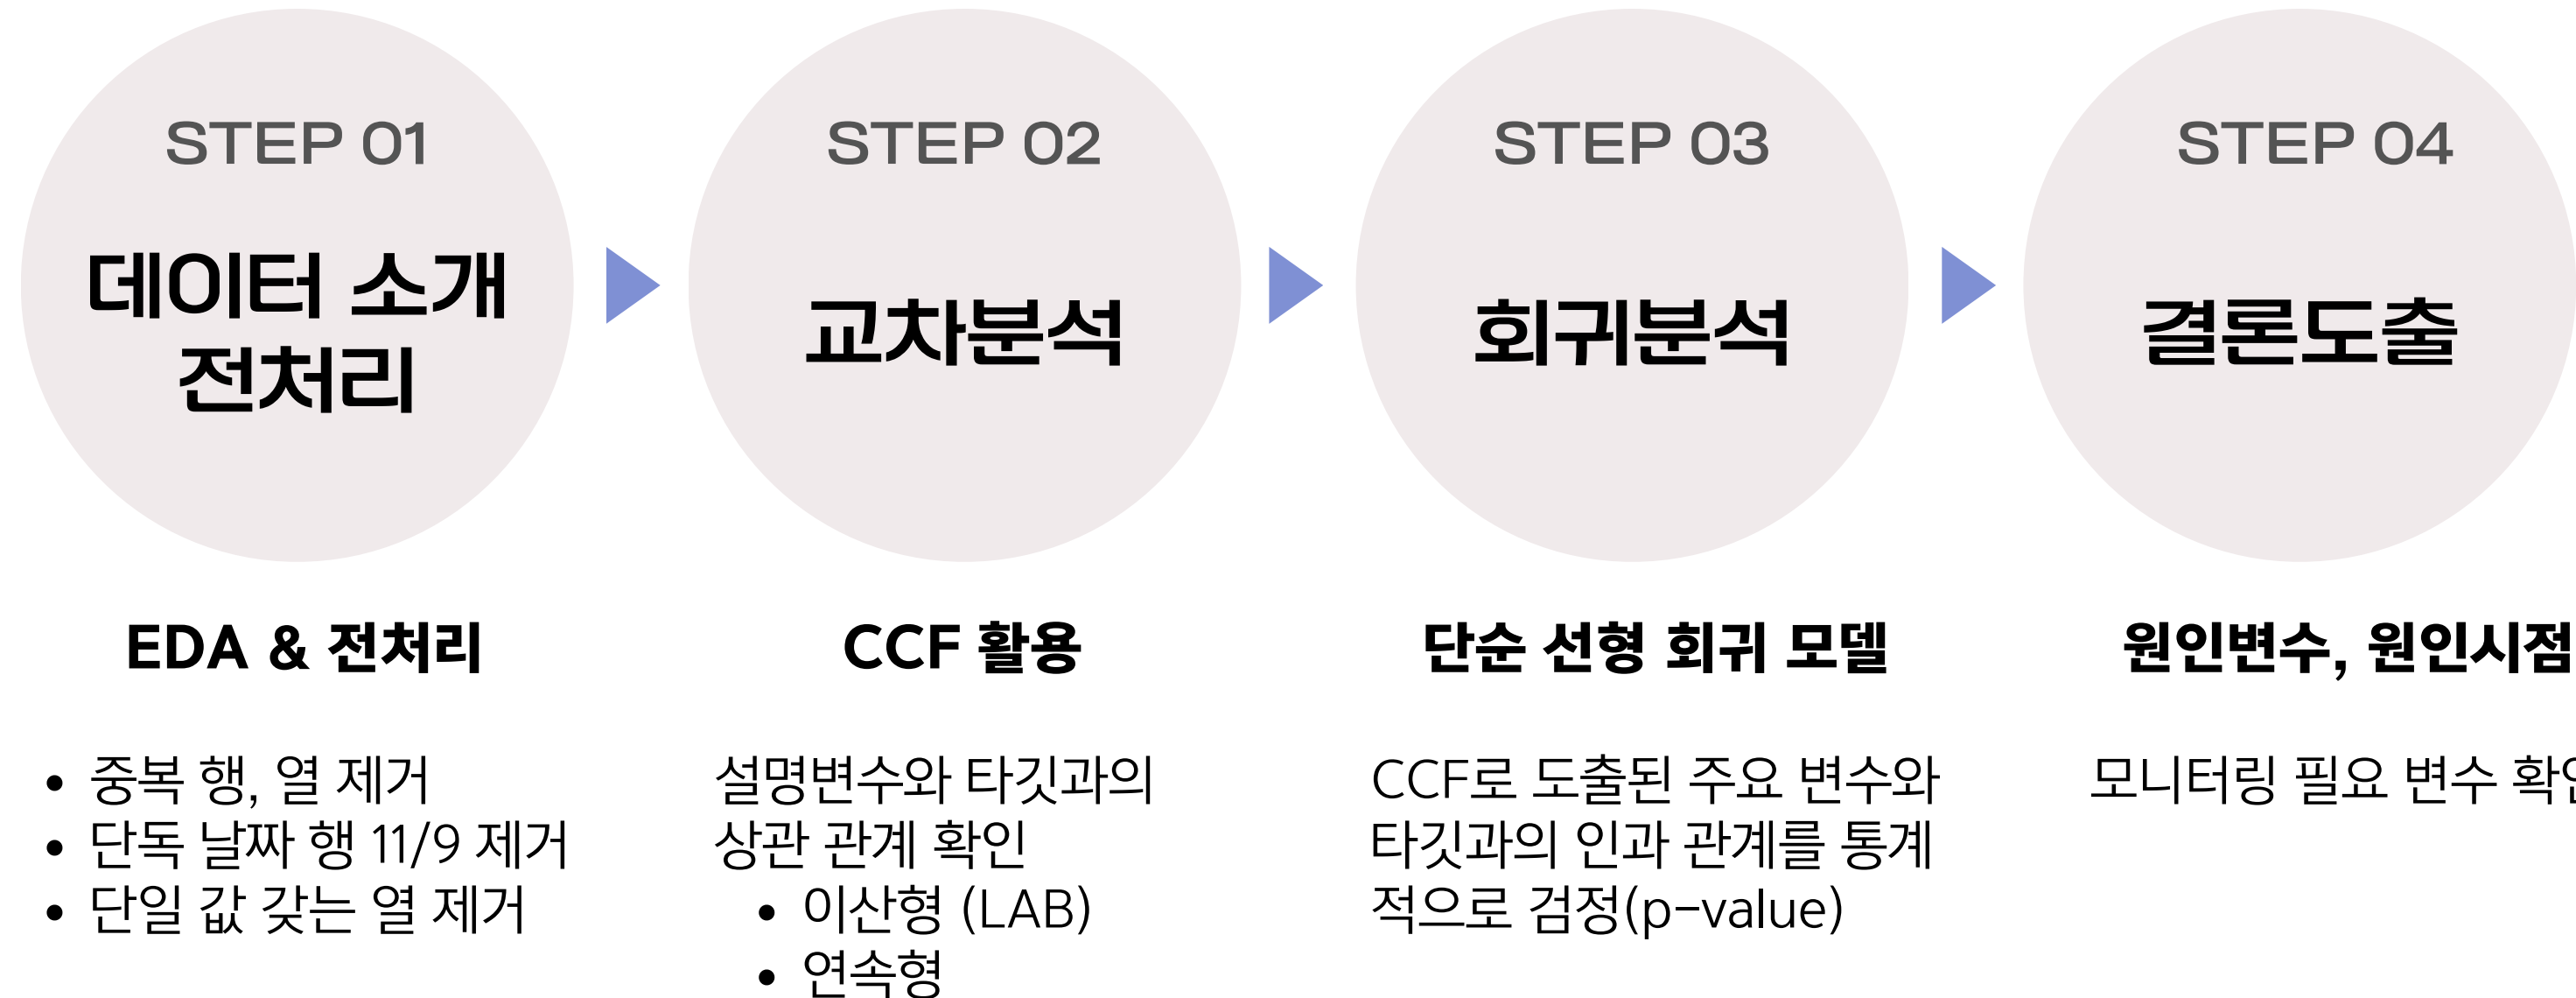 STEP 01
데이터 소개
전처리
EDA & 전처리
• 중복 행, 열 제거
• 단독 날짜 행 11/9 제거
• 단일 값 갖는 열 제거
STEP 02
교차분석
CCF 활용
설명변수와 타깃과의
상관 관계 확인
• 이산형 (LAB)
• 연속형
STEP 03
회귀분석
단순 선형 회귀 모델
CCF로 도출된 주요 변수와
타깃과의 인과 관계를 통계
적으로 검정(p-value)
STEP 04
결론도출
원인변수, 원인시점
모니터링 필요 변수